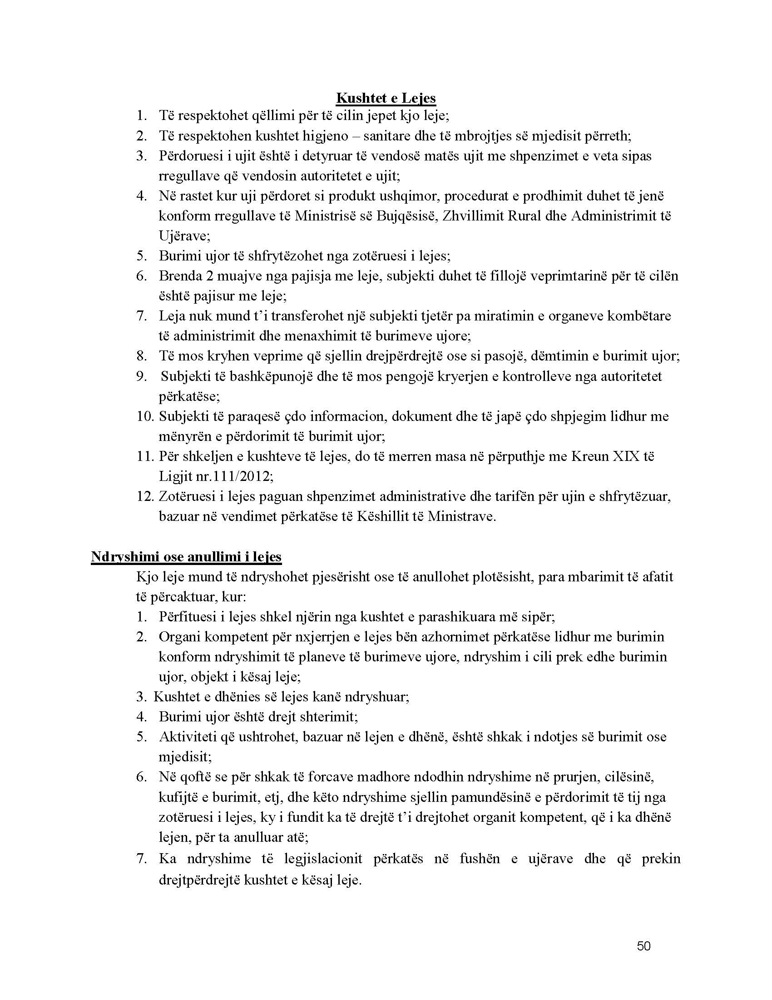 Kushtet e Lejes
1. Të respektohet qëllimi për të cilin jepet kjo leje;
2. Të respektohen kushtet higjeno – sanitare dhe të mbrojtjes së mjedisit përreth;
3. Përdoruesi i ujit është i detyruar të vendosë matës ujit me shpenzimet e veta sipas
rregullave që vendosin autoritetet e ujit;
4. Në rastet kur uji përdoret si produkt ushqimor, procedurat e prodhimit duhet të jenë
konform rregullave të Ministrisë së Bujqësisë, Zhvillimit Rural dhe Administrimit të
Ujërave;
5. Burimi ujor të shfrytëzohet nga zotëruesi i lejes;
6. Brenda 2 muajve nga pajisja me leje, subjekti duhet të fillojë veprimtarinë për të cilën
është pajisur me leje;
7. Leja nuk mund t’i transferohet një subjekti tjetër pa miratimin e organeve kombëtare
të administrimit dhe menaxhimit të burimeve ujore;
8. Të mos kryhen veprime që sjellin drejpërdrejtë ose si pasojë, dëmtimin e burimit ujor;
9. Subjekti të bashkëpunojë dhe të mos pengojë kryerjen e kontrolleve nga autoritetet
përkatëse;
10. Subjekti të paraqesë çdo informacion, dokument dhe të japë çdo shpjegim lidhur me
mënyrën e përdorimit të burimit ujor;
11. Për shkeljen e kushteve të lejes, do të merren masa në përputhje me Kreun XIX të
Ligjit nr.111/2012;
12. Zotëruesi i lejes paguan shpenzimet administrative dhe tarifën për ujin e shfrytëzuar,
bazuar në vendimet përkatëse të Këshillit të Ministrave.
Ndryshimi ose anullimi i lejes
Kjo leje mund të ndryshohet pjesërisht ose të anullohet plotësisht, para mbarimit të afatit
të përcaktuar, kur:
1. Përfituesi i lejes shkel njërin nga kushtet e parashikuara më sipër;
2. Organi kompetent për nxjerrjen e lejes bën azhornimet përkatëse lidhur me burimin
konform ndryshimit të planeve të burimeve ujore, ndryshim i cili prek edhe burimin
ujor, objekt i kësaj leje;
3. Kushtet e dhënies së lejes kanë ndryshuar;
4. Burimi ujor është drejt shterimit;
5. Aktiviteti që ushtrohet, bazuar në lejen e dhënë, është shkak i ndotjes së burimit ose
mjedisit;
6. Në qoftë se për shkak të forcave madhore ndodhin ndryshime në prurjen, cilësinë,
kufijtë e burimit, etj, dhe këto ndryshime sjellin pamundësinë e përdorimit të tij nga
zotëruesi i lejes, ky i fundit ka të drejtë t’i drejtohet organit kompetent, që i ka dhënë
lejen, për ta anulluar atë;
7. Ka ndryshime të legjislacionit përkatës në fushën e ujërave dhe që prekin
drejtpërdrejtë kushtet e kësaj leje.
50